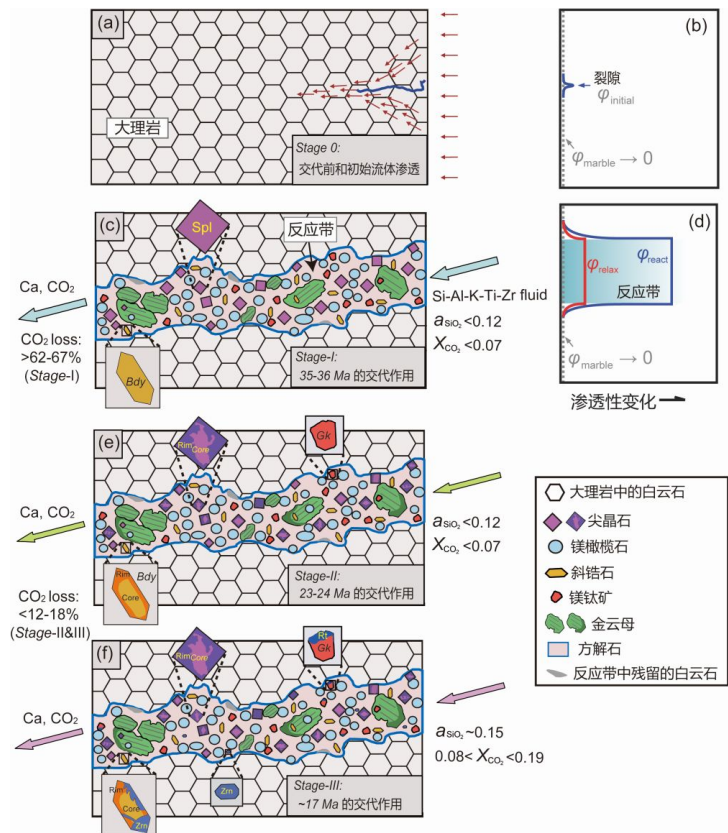 (a)
大理岩
Stage 0:
交代前和初始流体渗透
(b)
裂隙
φinitial
φmarble → 0
(c)
Spl
反应带
Ca, CO2
CO2 loss:
>62-67%
(Stage-I)
Bdy
Stage-I:
35-36 Ma 的交代作用
Si-Al-K-Ti-Zr fluid
aSiO2 <0.12
XCO2 <0.07
(d)
φrelax
φreact
反应带
φmarble → 0
渗透性变化
(e)
Rim Core
Gk
Ca, CO2
CO2 loss:
<12-18%
(Stage-II&III)
Rim Bdy
Core
Stage-II:
23-24 Ma 的交代作用
aSiO2 <0.12
XCO2 <0.07
(f)
Rim Core
Rt
Gk
Ca, CO2
Rim
Core
Zrn
Zrn
Stage-III:
~17 Ma 的交代作用
aSiO2 ~0.15
0.08< XCO2 <0.19
大理岩中的白云石
尖晶石
镁橄榄石
斜锆石
镁钛矿
金云母
方解石
反应带中残留的白云石